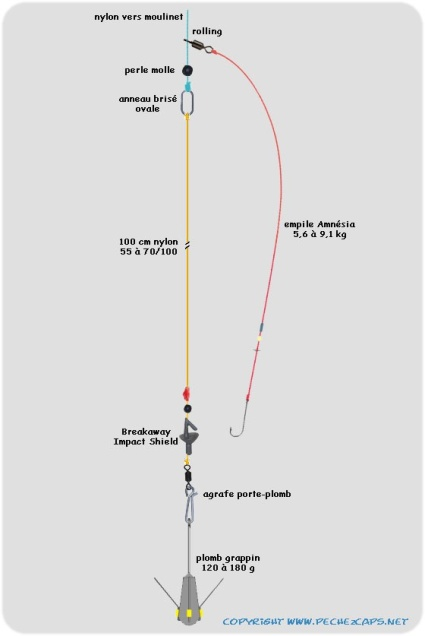 nylon vers moulinet
rolling
perle molle
anneau brisé
ovale
empile Amnésia
5,6 à 9,1 kg
100 cm nylon
55 à 70/100
Breakaway
Impact Shield
agrafe porte-plomb
plomb grappin
120 à 180 g
COPYRIGHT WWW.PECHE2CAPS.NET